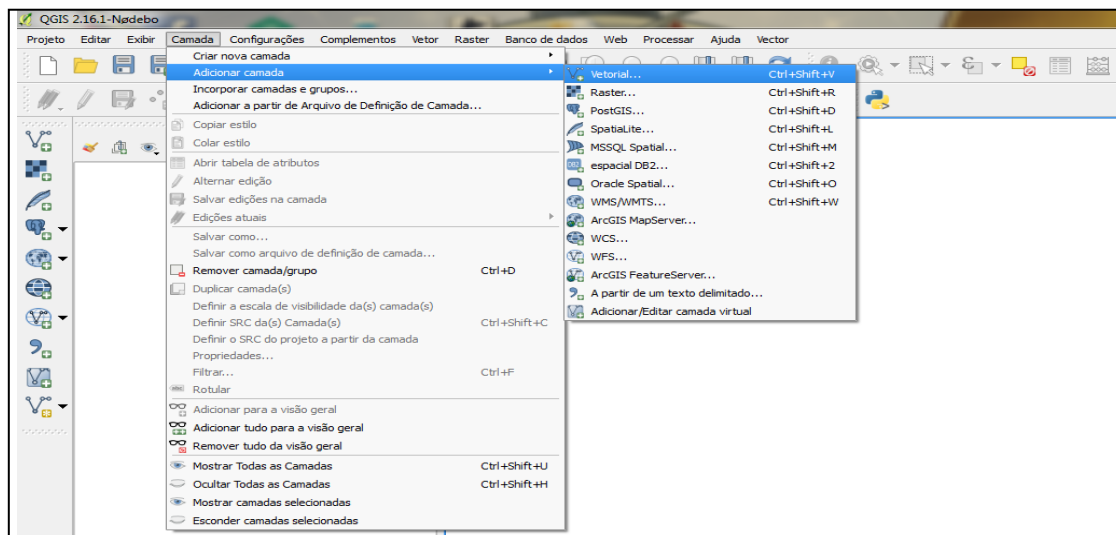 QGIS 2.16.1-Nødebo
Projeto Editar Exibir Camada Configurações Complementos Vetor Raster Banco de dados Web Processar Ajuda Vector
Criar nova camada
Adicionar camada
Incorporar camadas e grupos...
Adicionar a partir de Arquivo de Definição de Camada...
Copiar estilo
Colar estilo
Abrir tabela de atributos
Alternar edição
Salvar edições na camada
Edições atuais
Salvar como...
Salvar como arquivo de definição de camada...
Remover camada/grupo Ctrl+D
Duplicar camada(s)
Definir a escala de visibilidade da(s) camada(s)
Definir SRC da(s) Camada(s) Ctrl+Shift+C
Definir o SRC do projeto a partir da camada
Propriedades...
Filtrar... Ctrl+F
abc Rotular
Adicionar para a visão geral
Adicionar tudo para a visão geral
Remover tudo da visão geral
Mostrar Todas as Camadas Ctrl+Shift+U
Ocultar Todas as Camadas Ctrl+Shift+H
Mostrar camadas selecionadas
Esconder camadas selecionadas
Vetorial... Ctrl+Shift+V
Raster... Ctrl+Shift+R
PostGIS... Ctrl+Shift+D
SpatiaLite... Ctrl+Shift+L
MSSQL Spatial... Ctrl+Shift+M
DB2 espacial DB2... Ctrl+Shift+2
Oracle Spatial... Ctrl+Shift+O
WMS/WMTS... Ctrl+Shift+W
ArcGIS MapServer...
WCS...
WFS...
ArcGIS FeatureServer...
A partir de um texto delimitado...
Adicionar/Editar camada virtual